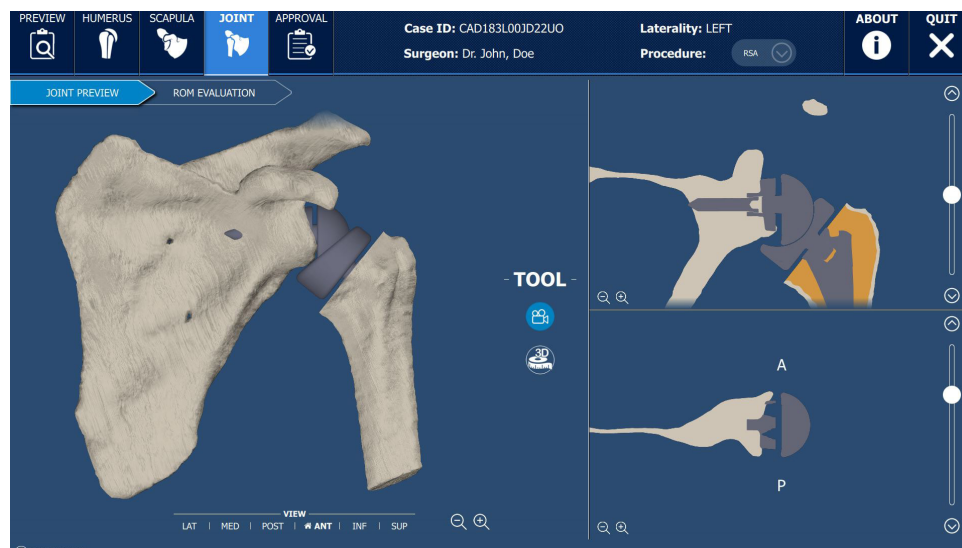 PREVIEW HUMERUS SCAPULA JOINT APPROVAL
Case ID: CAD183L00JD22UO Laterality: LEFT
Surgeon: Dr. John, Doe Procedure: RSA
ABOUT QUIT
JOINT PREVIEW ROM EVALUATION
TOOL
3D
A
P
VIEW
LAT | MED | POST | ANT | INF | SUP